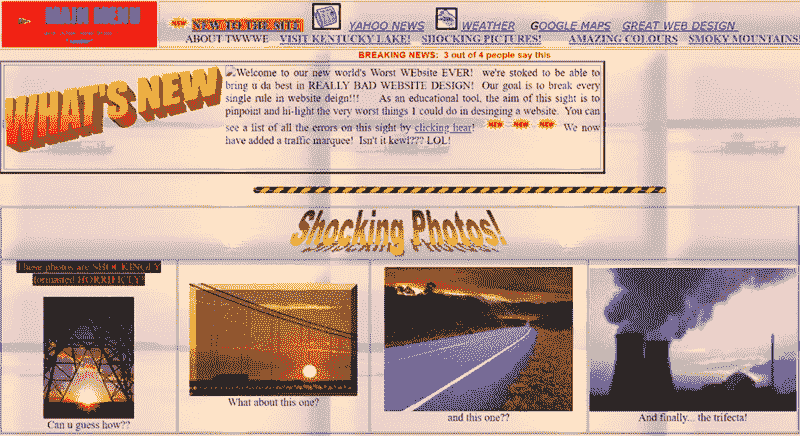 MAIN MENU
NEW NEW TO THE SITE YAHOO NEWS WEATHER GOOGLE MAPS GREAT WEB DESIGN
ABOUT TWWWE VISIT KENTUCKY LAKE! SHOCKING PICTURES! AMAZING COLOURS SMOKY MOUNTAINS!
BREAKING NEWS: 3 out of 4 people say this
WHAT'S NEW
Welcome to our new world's Worst WEbsite EVER! we're stoked to be able to
bring u da best in REALLY BAD WEBSITE DESIGN! Our goal is to break every
single rule in website deign!!! As an educational tool, the aim of this sight is to
pinpoint and hi-light the very worst things I could do in desinging a website. You can
see a list of all the errors on this sight by clicking hear! NEW NEW NEW We now
have added a traffic marquee! Isn't it kewl??? LOL!
Shocking Photos!
These photos are SHOCKINGLY
formatted HORRIFICLY!
Can u guess how??
What about this one?
and this one??
And finally... the trifecta!